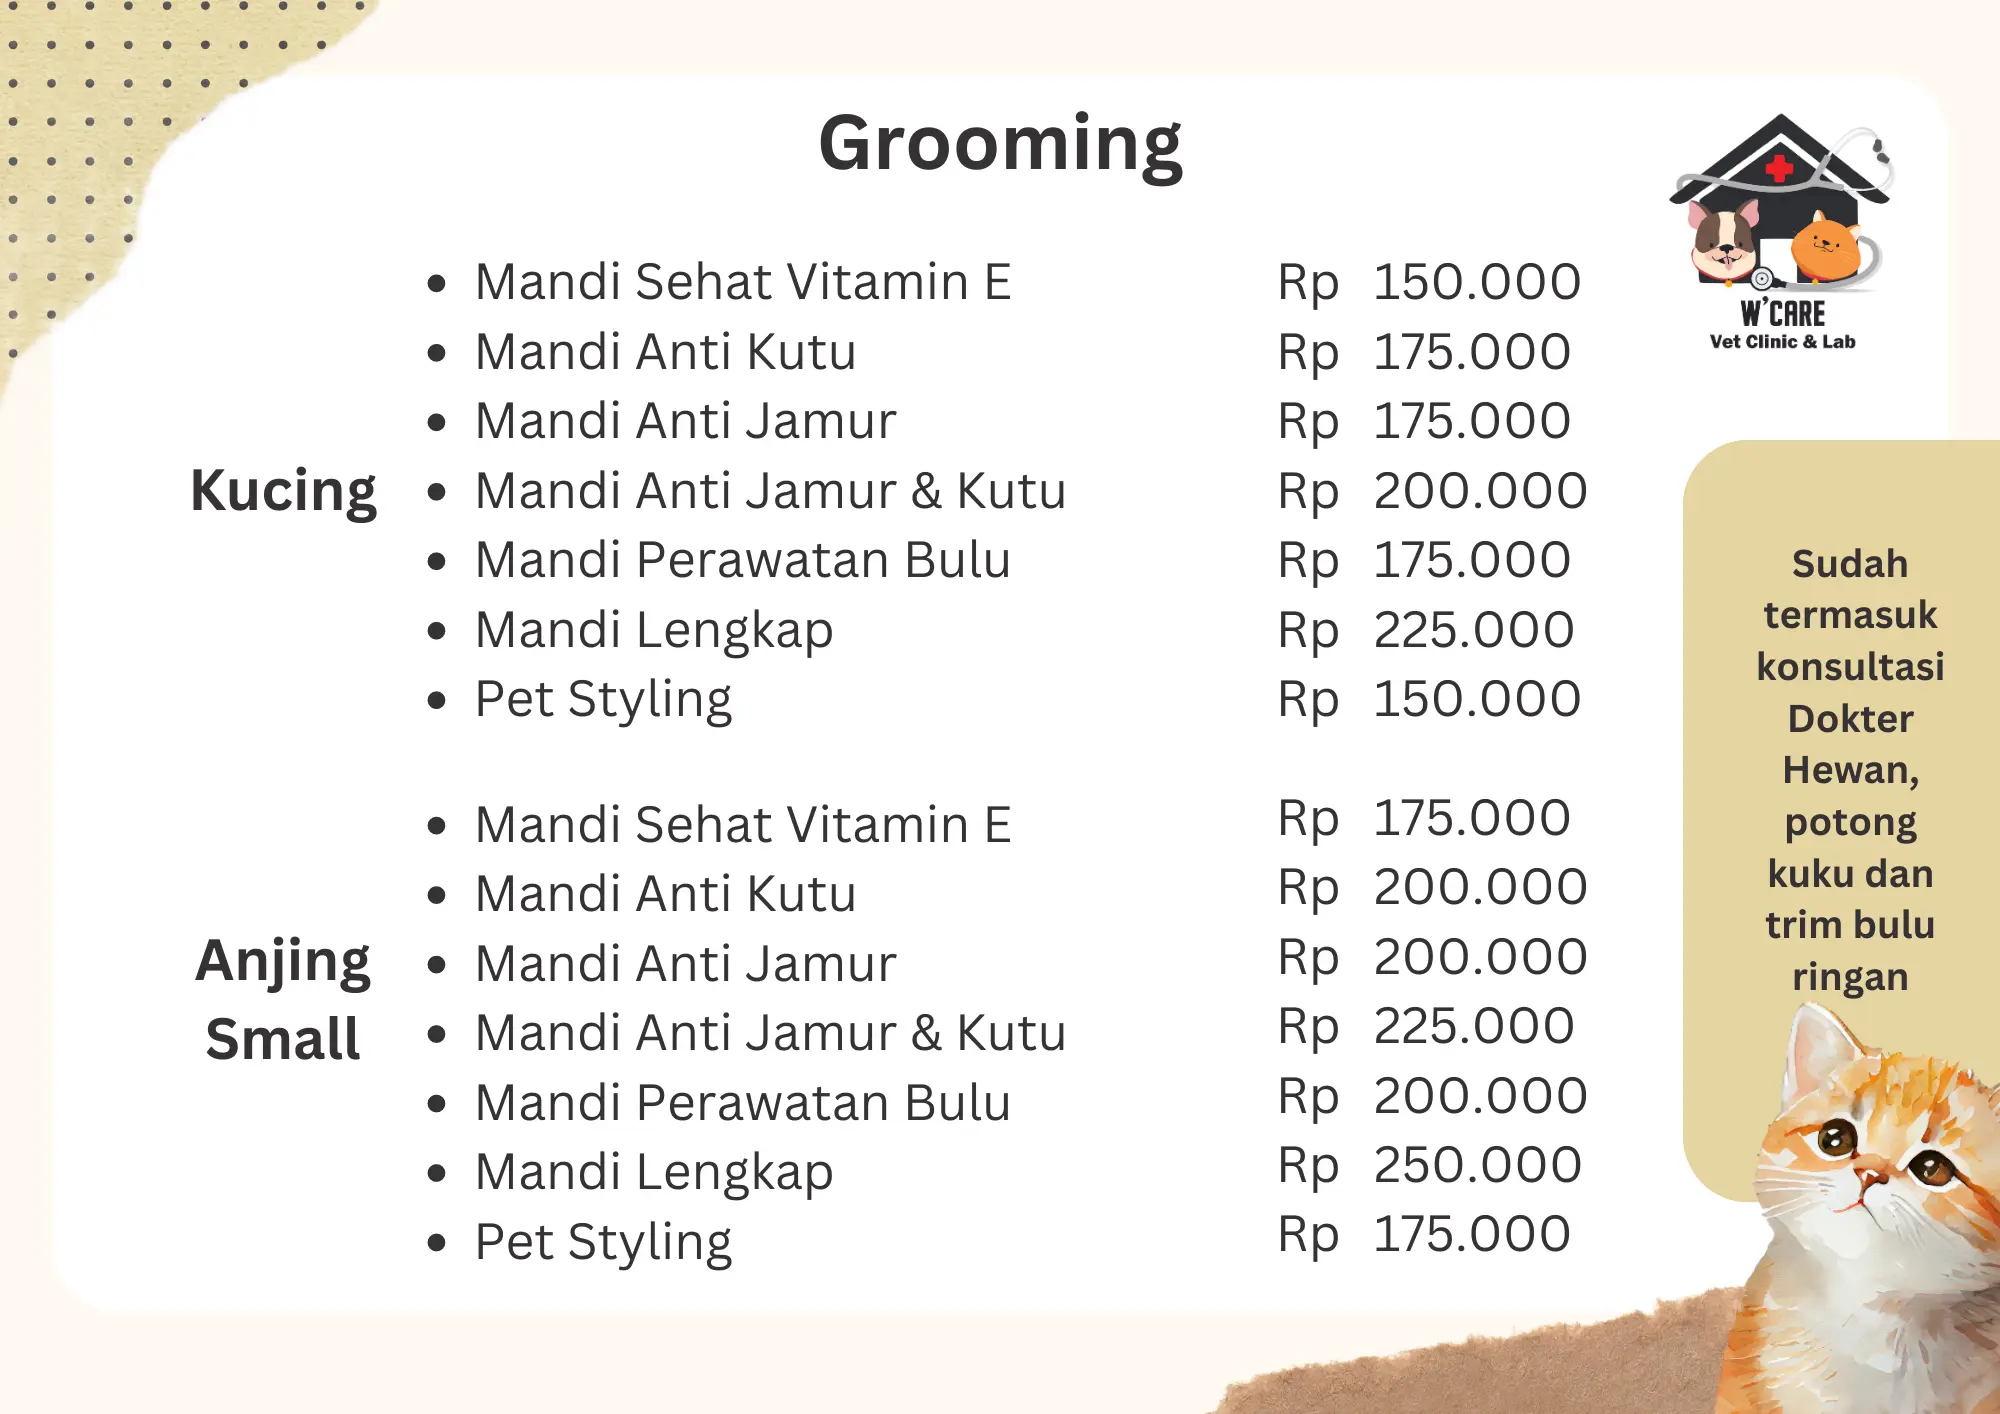 Grooming
W'CARE
Vet Clinic & Lab
Kucing
• Mandi Sehat Vitamin E Rp 150.000
• Mandi Anti Kutu Rp 175.000
• Mandi Anti Jamur Rp 175.000
• Mandi Anti Jamur & Kutu Rp 200.000
• Mandi Perawatan Bulu Rp 175.000
• Mandi Lengkap Rp 225.000
• Pet Styling Rp 150.000
Anjing
Small
• Mandi Sehat Vitamin E Rp 175.000
• Mandi Anti Kutu Rp 200.000
• Mandi Anti Jamur Rp 200.000
• Mandi Anti Jamur & Kutu Rp 225.000
• Mandi Perawatan Bulu Rp 200.000
• Mandi Lengkap Rp 250.000
• Pet Styling Rp 175.000
Sudah
termasuk
konsultasi
Dokter
Hewan,
potong
kuku dan
trim bulu
ringan